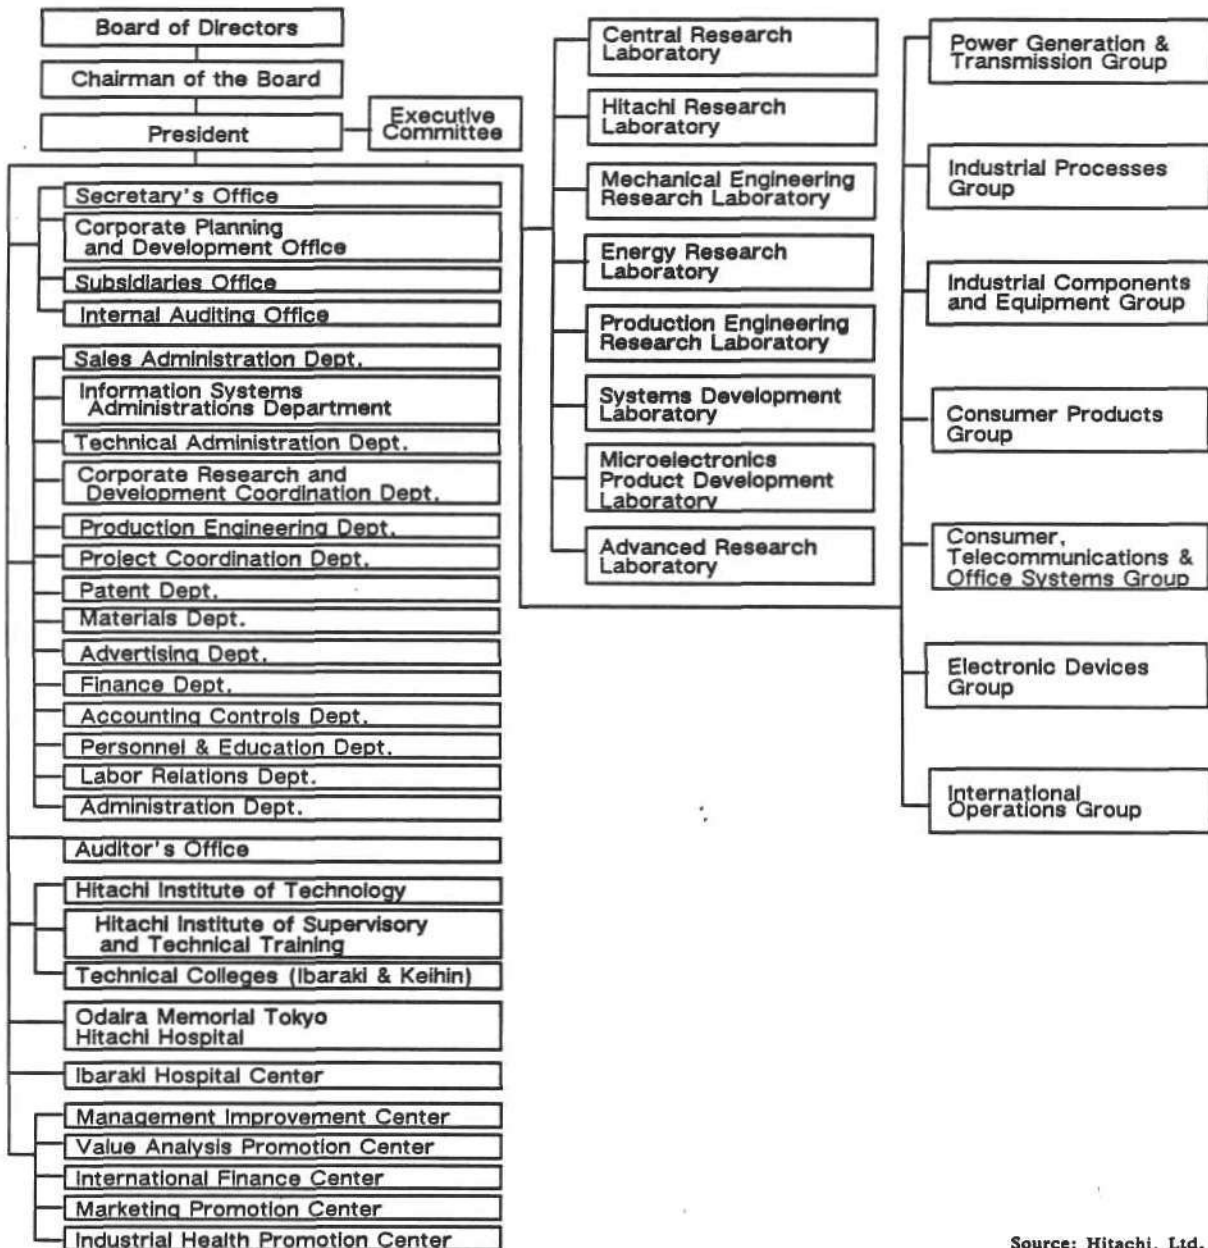 Board of Directors
Chairman of the Board
President
Executive
Committee
Secretary's Office
Corporate Planning
and Development Office
Subsidiaries Office
Internal Auditing Office
Sales Administration Dept.
Information Systems
Administrations Department
Technical Administration Dept.
Corporate Research and
Development Coordination Dept.
Production Engineering Dept.
Project Coordination Dept.
Patent Dept.
Materials Dept.
Advertising Dept.
Finance Dept.
Accounting Controls Dept.
Personnel & Education Dept.
Labor Relations Dept.
Administration Dept.
Auditor's Office
Hitachi Institute of Technology
Hitachi Institute of Supervisory
and Technical Training
Technical Colleges (Ibaraki & Keihin)
Odaira Memorial Tokyo
Hitachi Hospital
Ibaraki Hospital Center
Management Improvement Center
Value Analysis Promotion Center
International Finance Center
Marketing Promotion Center
Industrial Health Promotion Center
Central Research
Laboratory
Hitachi Research
Laboratory
Mechanical Engineering
Research Laboratory
Energy Research
Laboratory
Production Engineering
Research Laboratory
Systems Development
Laboratory
Microelectronics
Product Development
Laboratory
Advanced Research
Laboratory
Power Generation &
Transmission Group
Industrial Processes
Group
Industrial Components
and Equipment Group
Consumer Products
Group
Consumer,
Telecommunications &
Office Systems Group
Electronic Devices
Group
International
Operations Group
Source: Hitachi, Ltd.